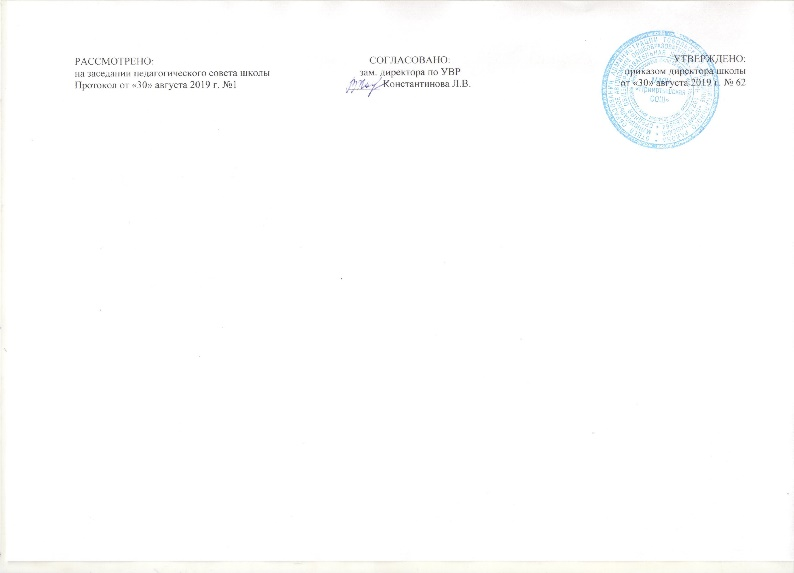 РАССМОТРЕНО:
на заседании педагогического совета школы
Протокол от «30» августа 2019 г. №1
СОГЛАСОВАНО:
зам. директора по УВР
Константинова Л.В.
УТВЕРЖДЕНО:
приказом директора школы
от «30» августа 2019 г. № 62